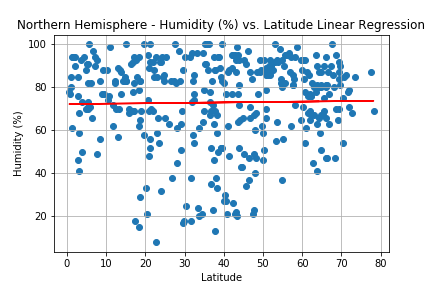 Northern Hemisphere - Humidity (%) vs. Latitude Linear Regression
100
80
60
40
20
Humidity (%)
0 10 20 30 40 50 60 70 80
Latitude